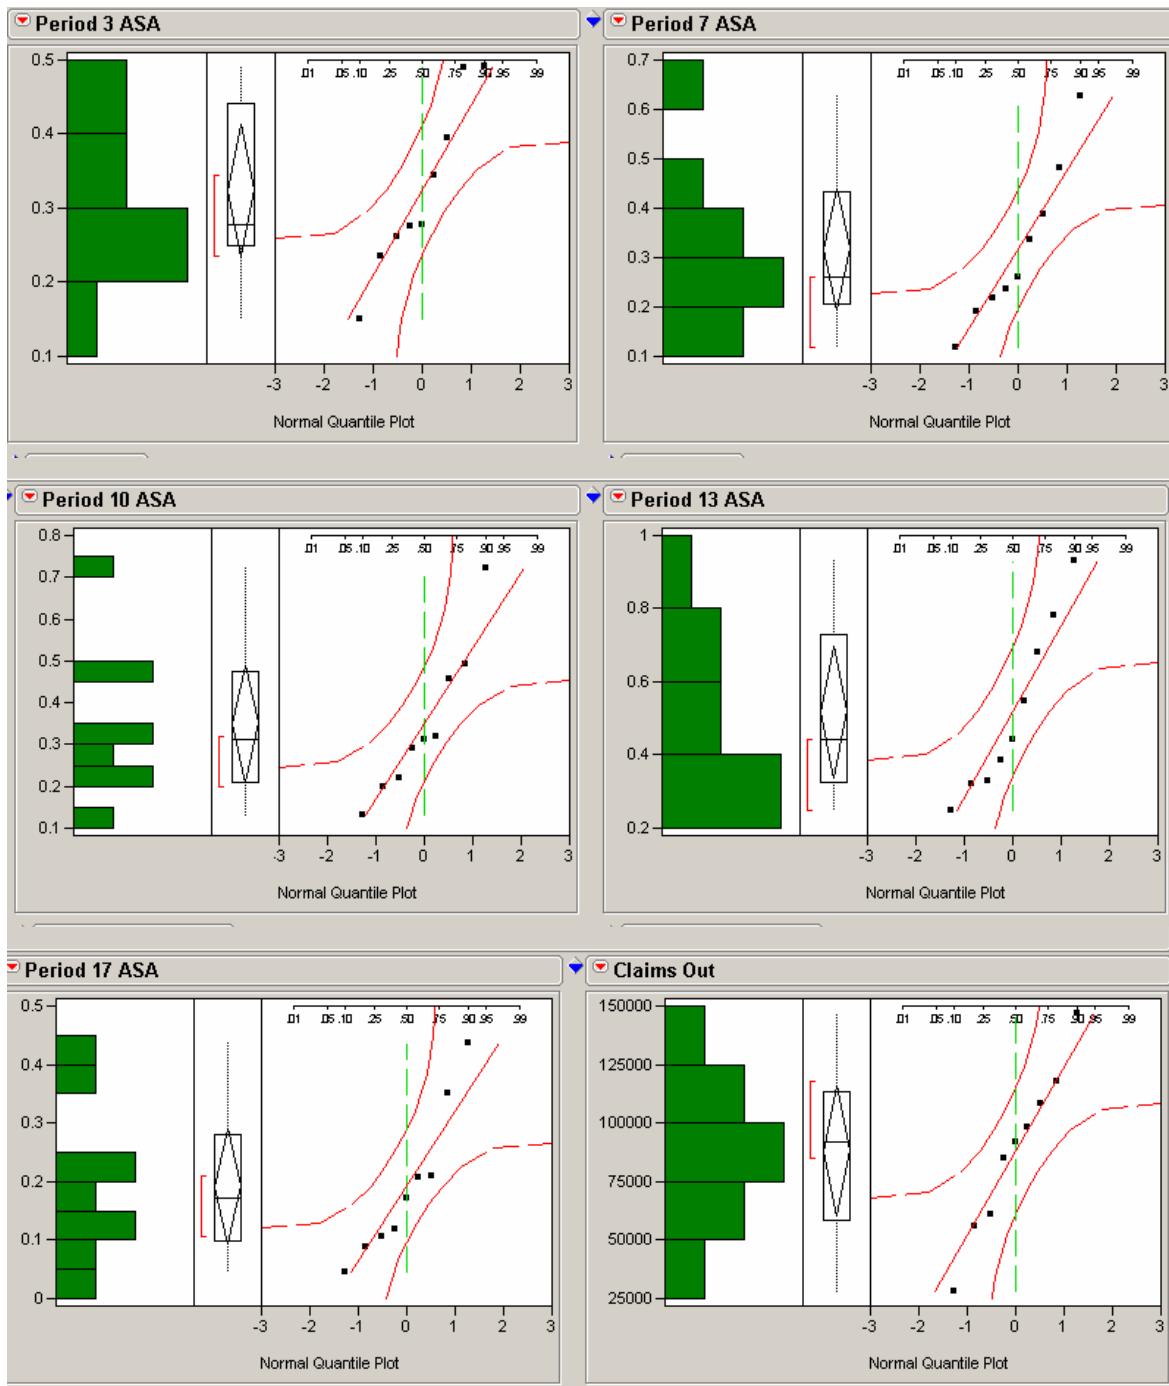 Period 3 ASA
0.5
0.4
0.3
0.2
0.1
.01 .05 .10 .25 .50 .75 .90 .95 .99
-3 -2 -1 0 1 2 3
Normal Quantile Plot
Period 7 ASA
0.7
0.6
0.5
0.4
0.3
0.2
0.1
.01 .05 .10 .25 .50 .75 .90 .95 .99
-3 -2 -1 0 1 2 3
Normal Quantile Plot
Period 10 ASA
0.8
0.7
0.6
0.5
0.4
0.3
0.2
0.1
.01 .05 .10 .25 .50 .75 .90 .95 .99
-3 -2 -1 0 1 2 3
Normal Quantile Plot
Period 13 ASA
1
0.8
0.6
0.4
0.2
.01 .05 .10 .25 .50 .75 .90 .95 .99
-3 -2 -1 0 1 2 3
Normal Quantile Plot
Period 17 ASA
0.5
0.4
0.3
0.2
0.1
0
.01 .05 .10 .25 .50 .75 .90 .95 .99
-3 -2 -1 0 1 2 3
Normal Quantile Plot
Claims Out
150000
125000
100000
75000
50000
25000
.01 .05 .10 .25 .50 .75 .90 .95 .99
-3 -2 -1 0 1 2 3
Normal Quantile Plot